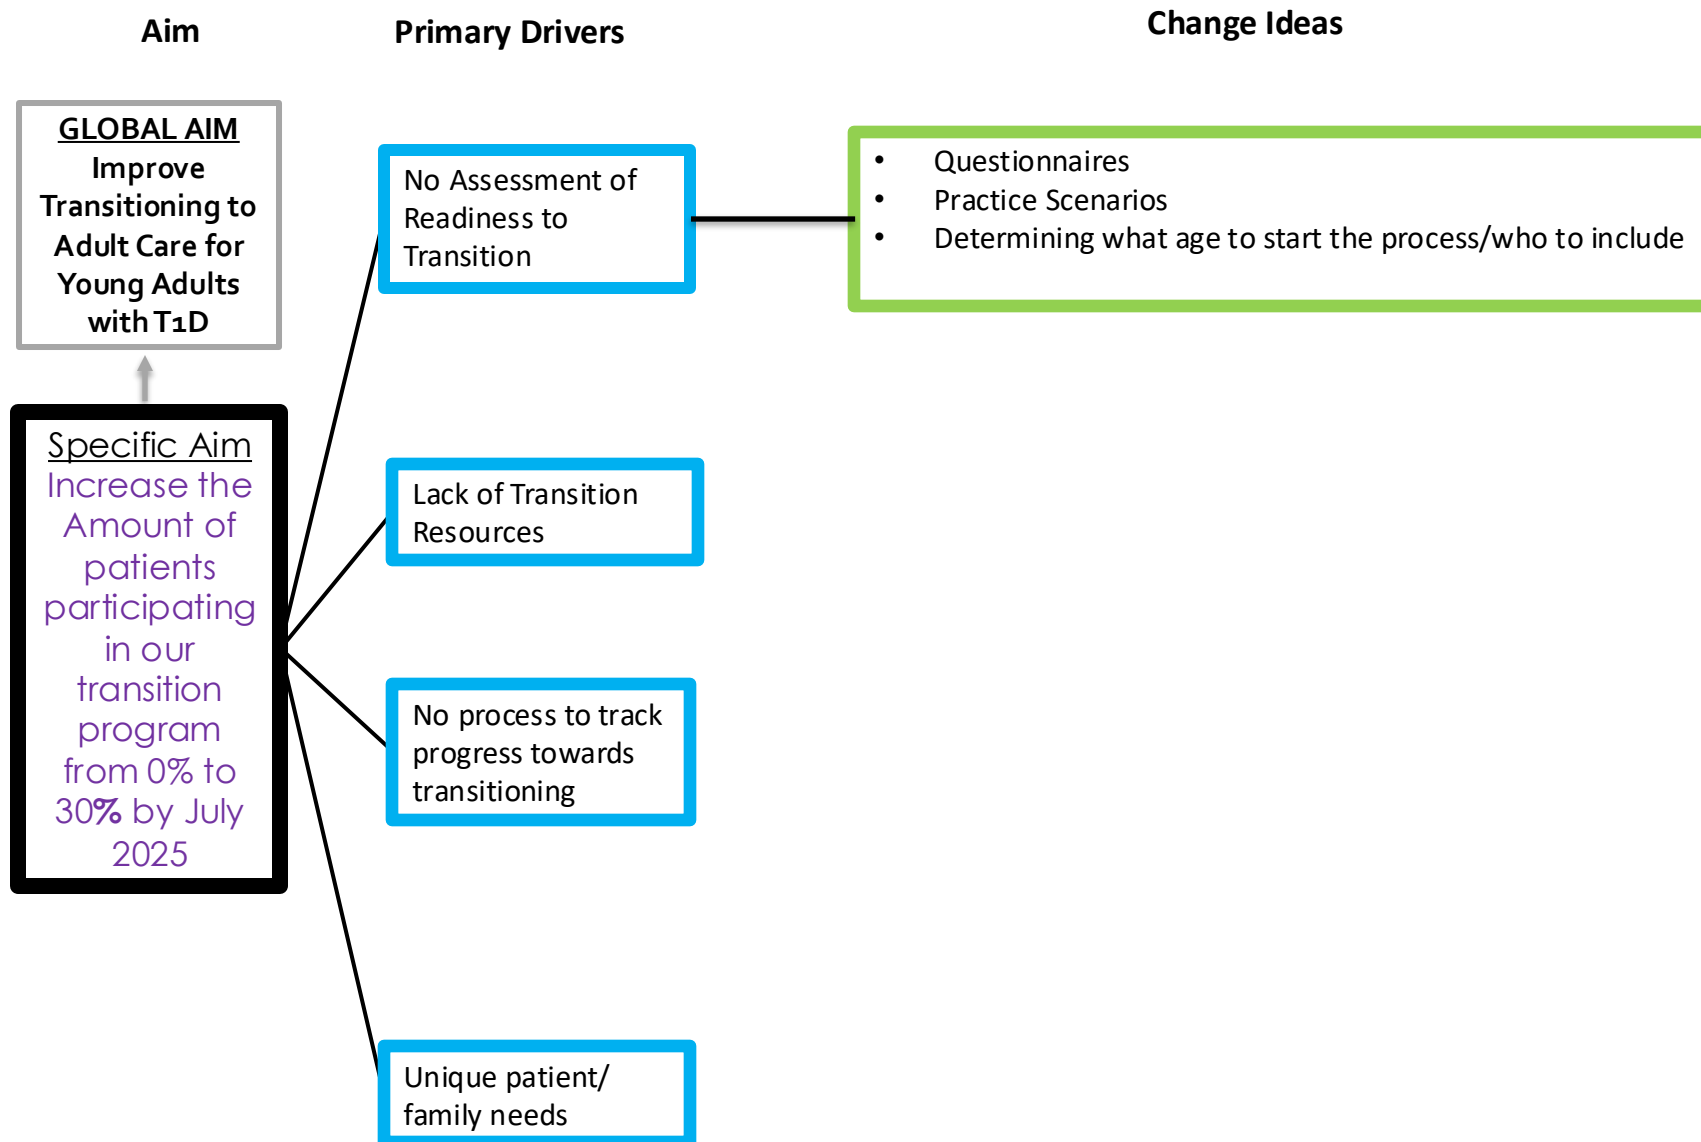 Aim
Primary Drivers
Change Ideas
GLOBAL AIM
Improve
Transitioning to
Adult Care for
Young Adults
with T1D
Specific Aim
Increase the
Amount of
patients
participating
in our
transition
program
from 0% to
30% by July
2025
No Assessment of
Readiness to
Transition
• Questionnaires
• Practice Scenarios
• Determining what age to start the process/who to include
Lack of Transition
Resources
No process to track
progress towards
transitioning
Unique patient/
family needs